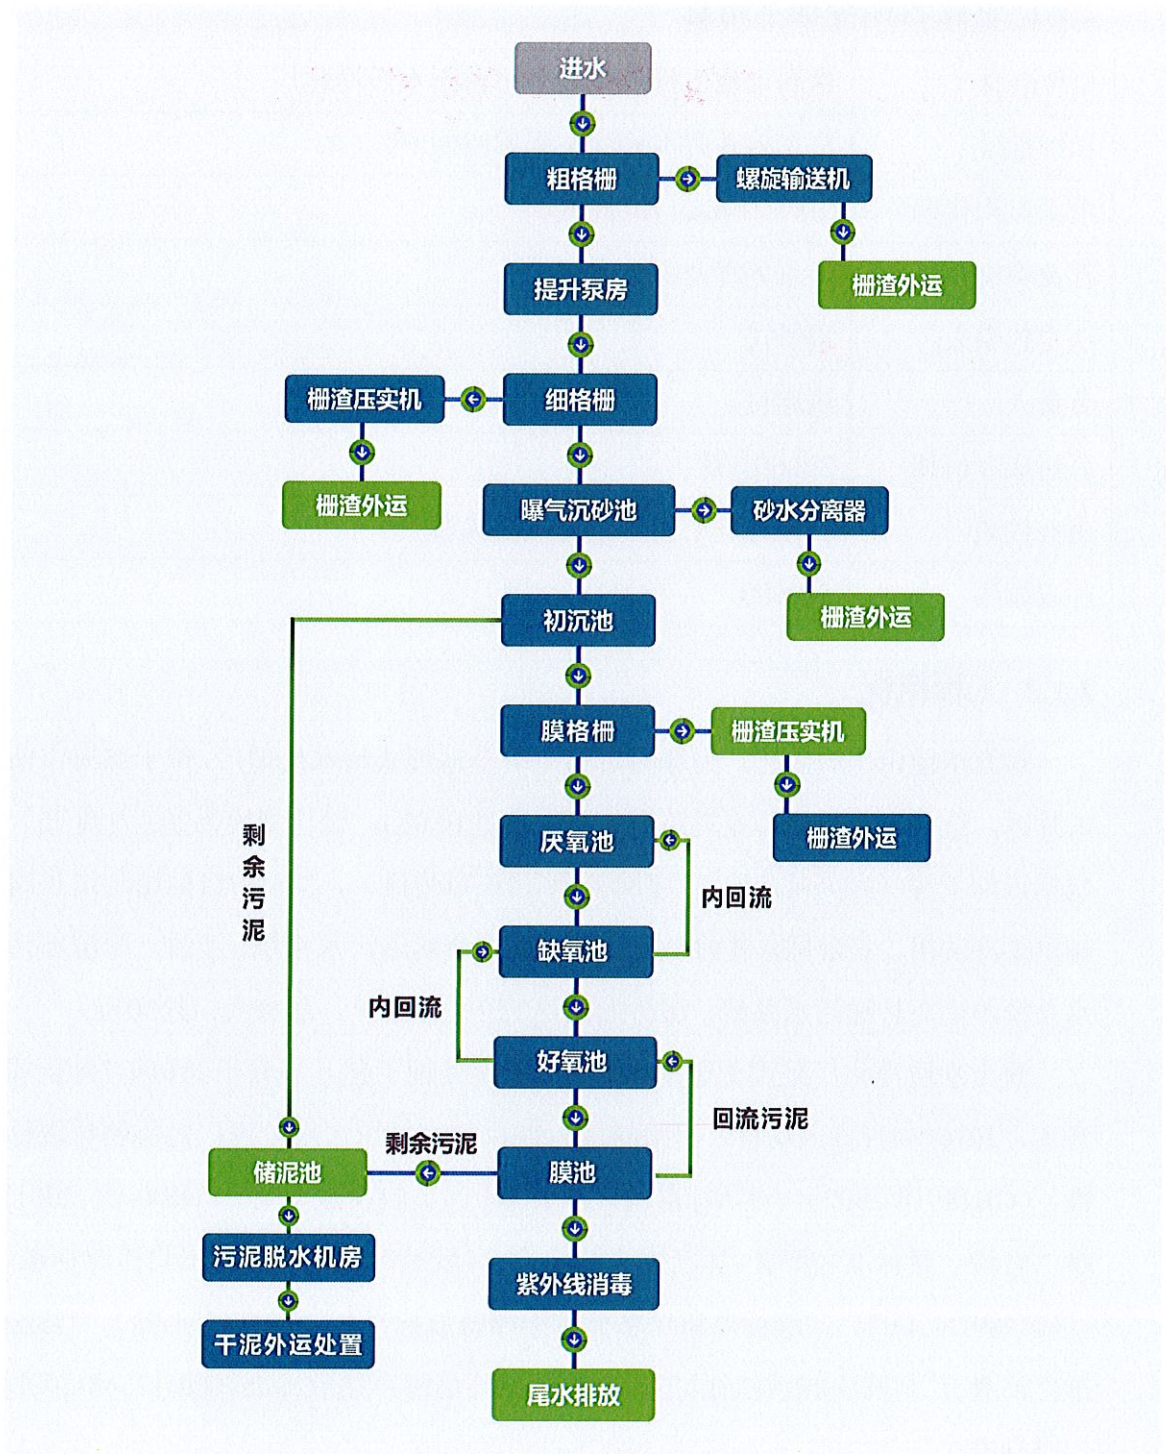 进水
粗格栅
螺旋输送机
提升泵房
栅渣外运
栅渣压实机
细格栅
栅渣外运
曝气沉砂池
砂水分离器
初沉池
栅渣外运
膜格栅
栅渣压实机
剩余污泥
厌氧池
栅渣外运
内回流
缺氧池
内回流
好氧池
回流污泥
剩余污泥
储泥池
膜池
污泥脱水机房
紫外线消毒
干泥外运处置
尾水排放